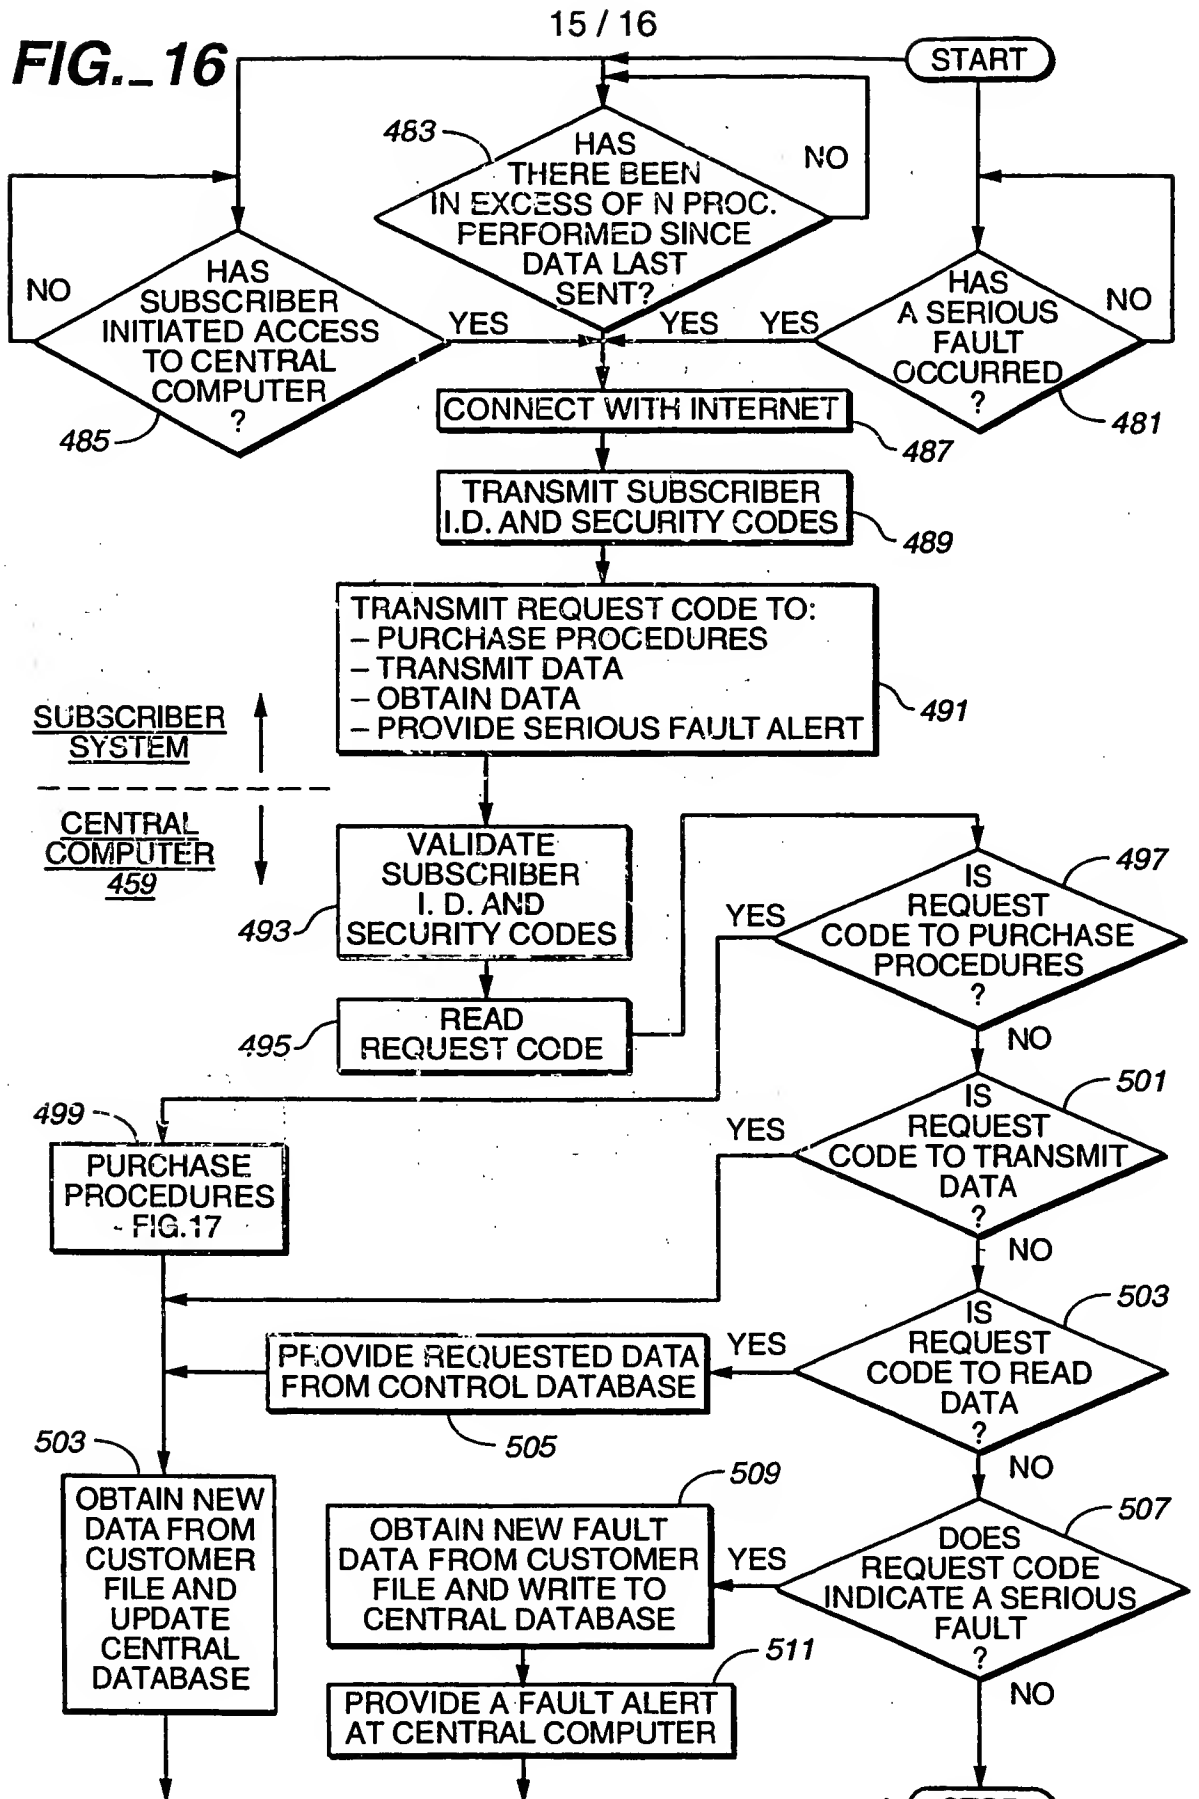 15 / 16
FIG._16
START
483
HAS
THERE BEEN
IN EXCESS OF N PROC.
PERFORMED SINCE
DATA LAST
SENT?
NO
HAS
SUBSCRIBER
INITIATED ACCESS
TO CENTRAL
COMPUTER
?
NO
YES
485
YES
HAS
A SERIOUS
FAULT
OCCURRED
?
NO
YES
481
CONNECT WITH INTERNET
487
TRANSMIT SUBSCRIBER
I.D. AND SECURITY CODES
489
TRANSMIT REQUEST CODE TO:
– PURCHASE PROCEDURES
– TRANSMIT DATA
– OBTAIN DATA
– PROVIDE SERIOUS FAULT ALERT
491
SUBSCRIBER
SYSTEM
CENTRAL
COMPUTER
459
VALIDATE
SUBSCRIBER
I. D. AND
SECURITY CODES
493
READ
REQUEST CODE
495
IS
REQUEST
CODE TO PURCHASE
PROCEDURES
?
497
YES
NO
499
PURCHASE
PROCEDURES
- FIG.17
IS
REQUEST
CODE TO TRANSMIT
DATA
?
501
YES
NO
IS
REQUEST
CODE TO READ
DATA
?
503
YES
NO
PROVIDE REQUESTED DATA
FROM CONTROL DATABASE
505
503
OBTAIN NEW
DATA FROM
CUSTOMER
FILE AND
UPDATE
CENTRAL
DATABASE
509
OBTAIN NEW FAULT
DATA FROM CUSTOMER
FILE AND WRITE TO
CENTRAL DATABASE
DOES
REQUEST CODE
INDICATE A SERIOUS
FAULT
?
507
YES
NO
511
PROVIDE A FAULT ALERT
AT CENTRAL COMPUTER